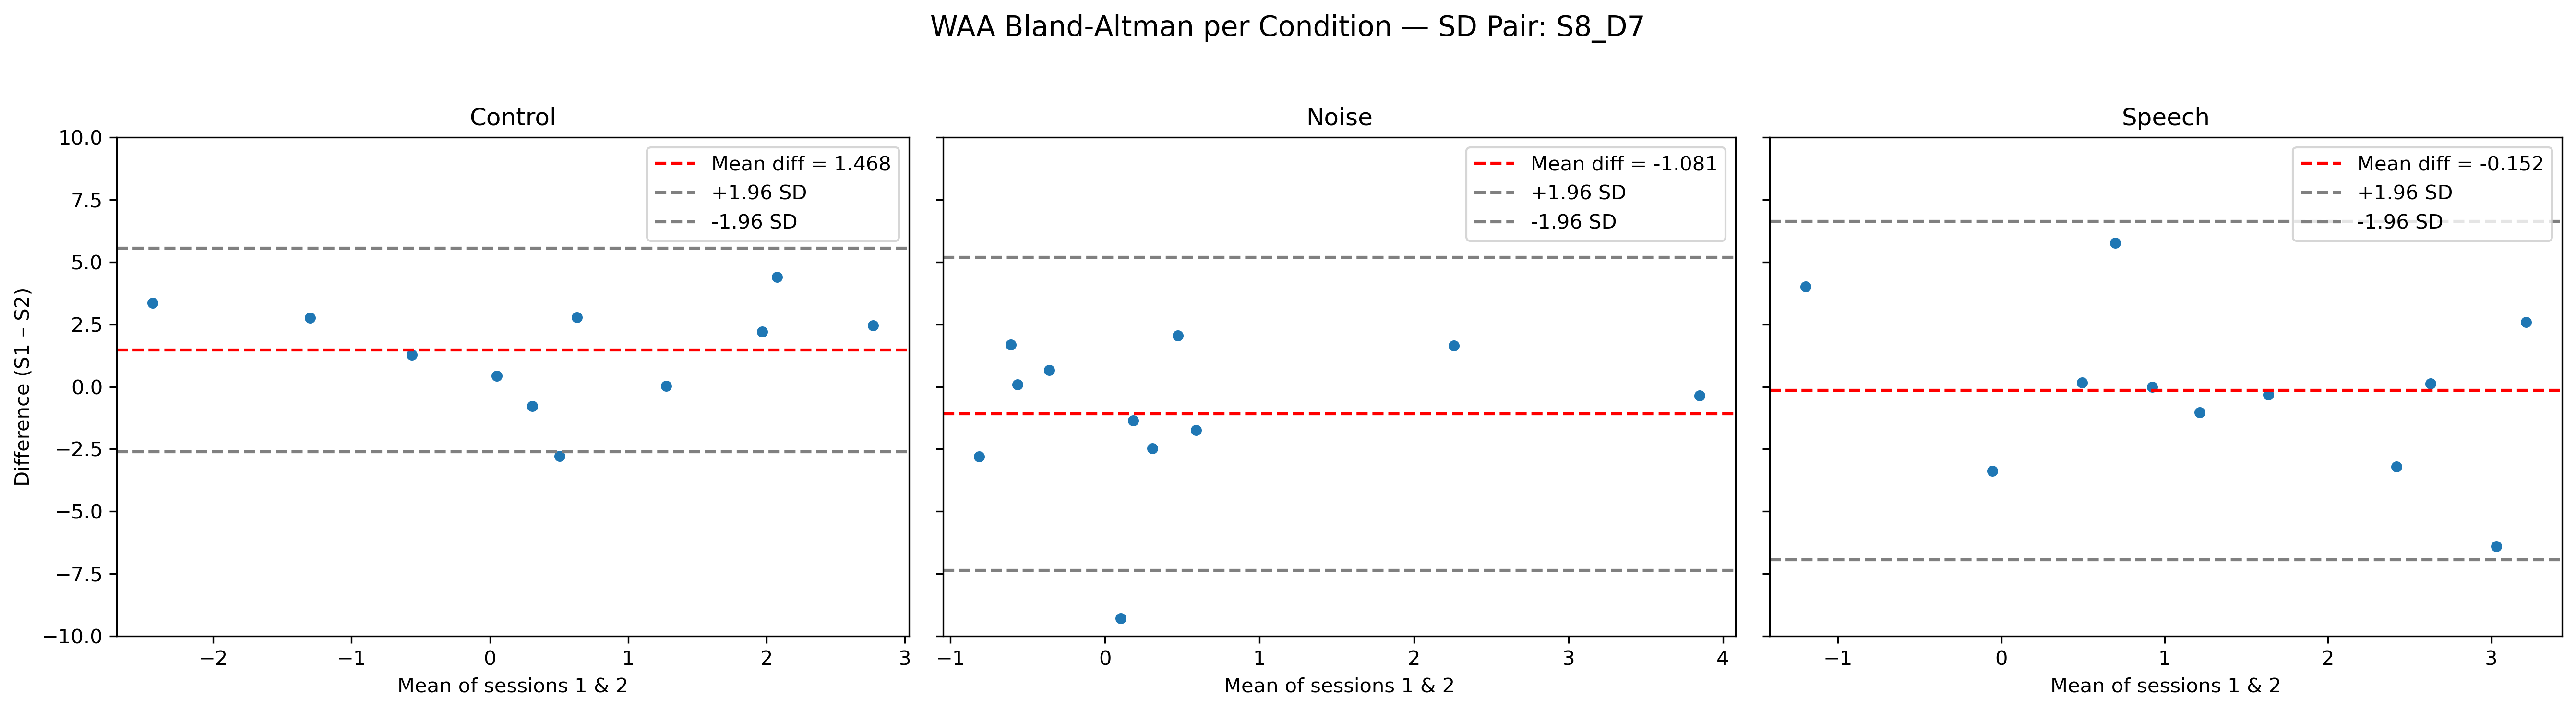 WAA Bland-Altman per Condition — SD Pair: S8_D7
Control
Mean diff = 1.468
+1.96 SD
-1.96 SD
10.0
7.5
5.0
2.5
0.0
−2.5
−5.0
−7.5
−10.0
Difference (S1 – S2)
−2
−1
0
1
2
3
Mean of sessions 1 & 2
Noise
Mean diff = -1.081
+1.96 SD
-1.96 SD
−1
0
1
2
3
4
Mean of sessions 1 & 2
Speech
Mean diff = -0.152
+1.96 SD
-1.96 SD
−1
0
1
2
3
Mean of sessions 1 & 2